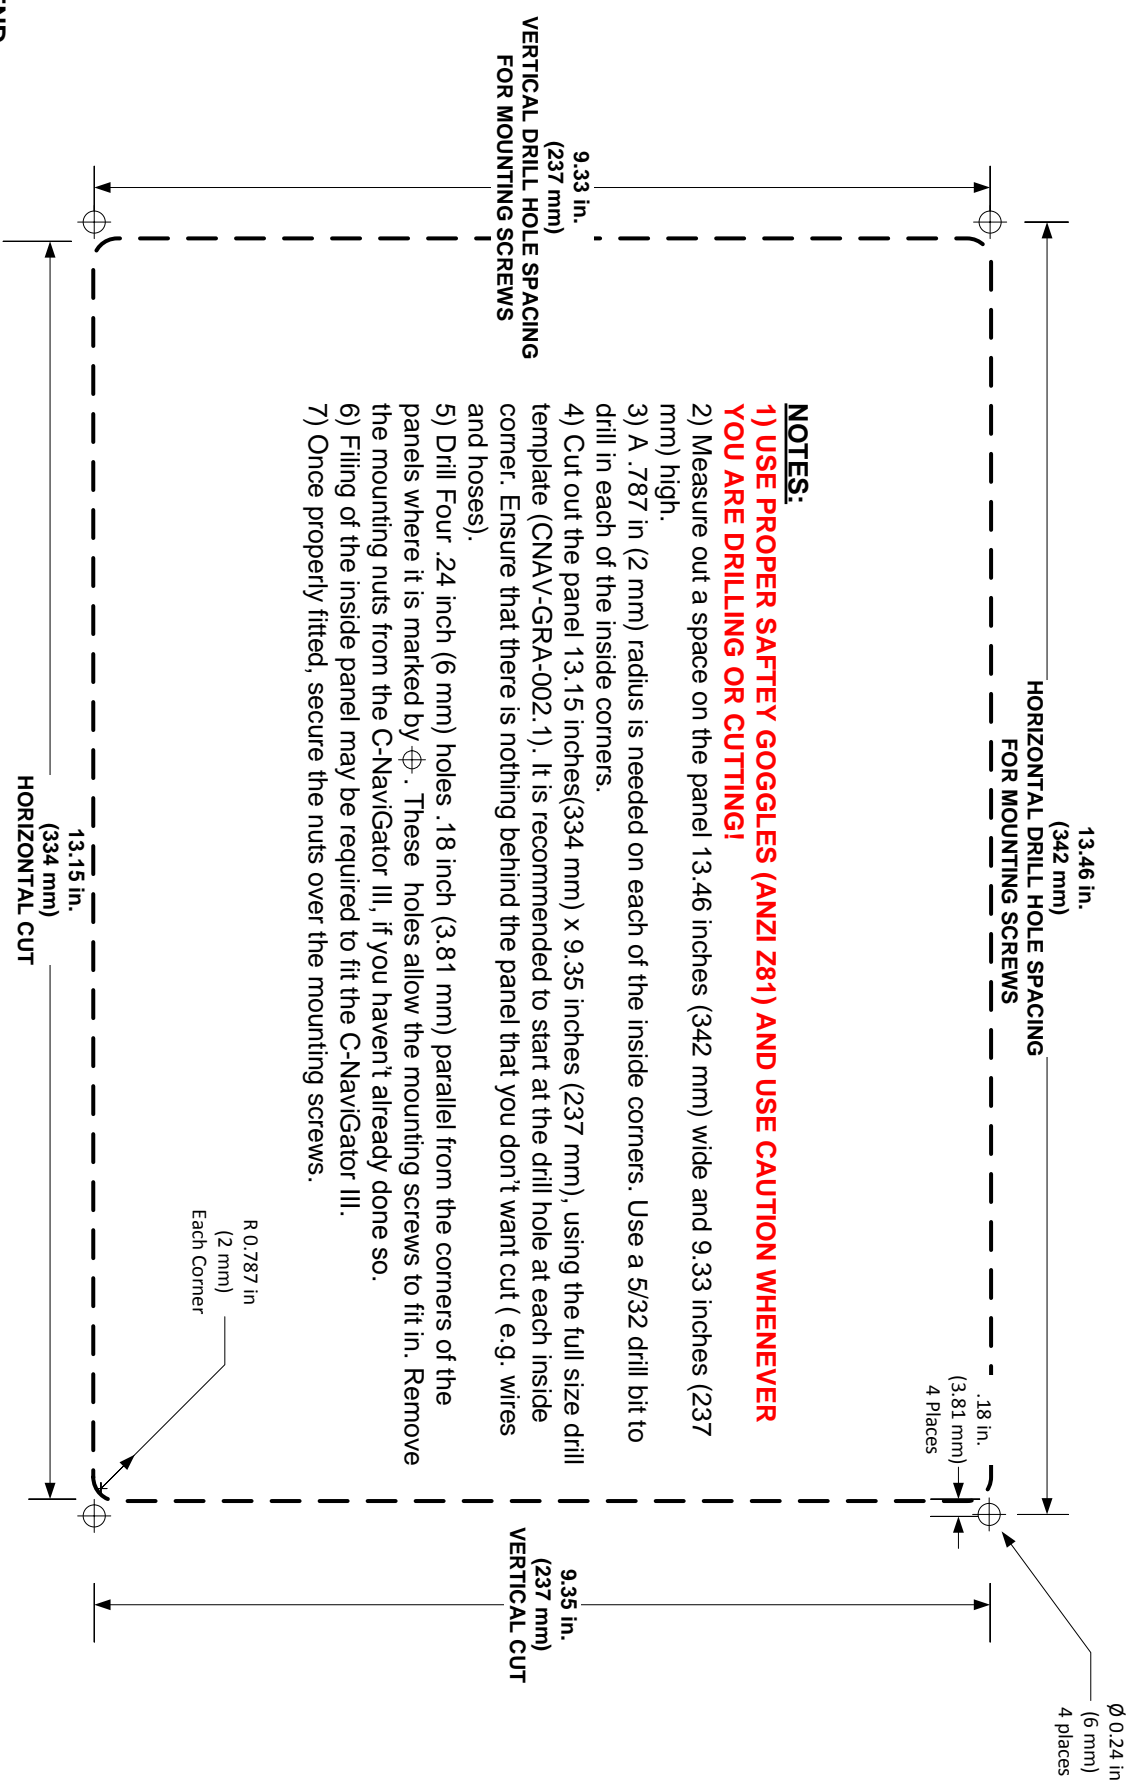 13.46 in.
(342 mm)
HORIZONTAL DRILL HOLE SPACING
FOR MOUNTING SCREWS
Ø 0.24 in
(6 mm)
4 places
.18 in.
(3.81 mm)
4 Places
9.33 in.
(237 mm)
VERTICAL DRILL HOLE SPACING
FOR MOUNTING SCREWS
NOTES:
1) USE PROPER SAFTEY GOGGLES (ANZI Z81) AND USE CAUTION WHENEVER
YOU ARE DRILLING OR CUTTING!
2) Measure out a space on the panel 13.46 inches (342 mm) wide and 9.33 inches (237
mm) high.
3) A .787 in (2 mm) radius is needed on each of the inside corners. Use a 5/32 drill bit to
drill in each of the inside corners.
4) Cut out the panel 13.15 inches(334 mm) x 9.35 inches (237 mm), using the full size drill
template (CNAV-GRA-002.1). It is recommended to start at the drill hole at each inside
corner. Ensure that there is nothing behind the panel that you don't want cut ( e.g. wires
and hoses).
5) Drill Four .24 inch (6 mm) holes .18 inch (3.81 mm) parallel from the corners of the
panels where it is marked by ⌖. These holes allow the mounting screws to fit in. Remove
the mounting nuts from the C-NaviGator III, if you haven't already done so.
6) Filing of the inside panel may be required to fit the C-NaviGator III.
7) Once properly fitted, secure the nuts over the mounting screws.
9.35 in.
(237 mm)
VERTICAL CUT
R 0.787 in
(2 mm)
Each Corner
13.15 in.
(334 mm)
HORIZONTAL CUT